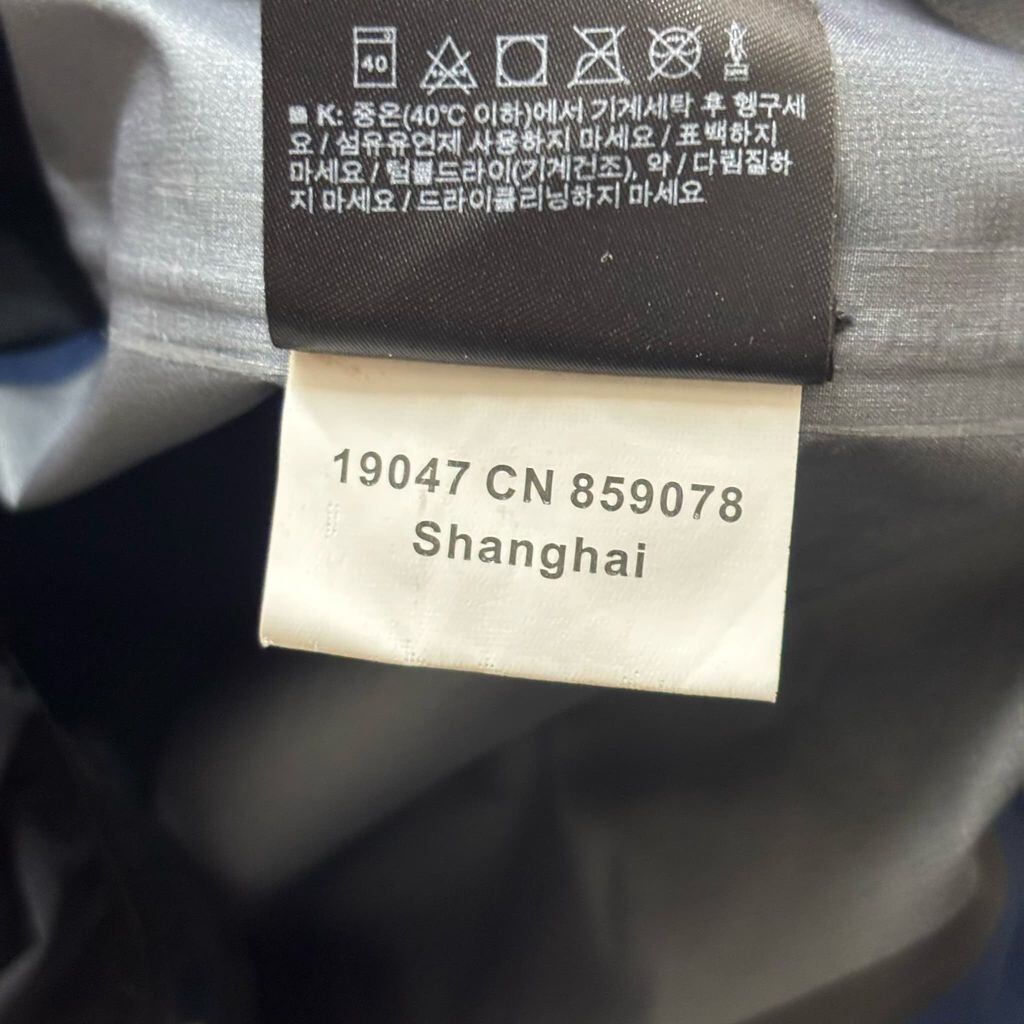 40
K: 중온(40℃ 이하)에서 기계세탁 후 헹구세
요 / 섬유유연제 사용하지 마세요 / 표백하지
마세요 / 텀블드라이(기계건조), 약 / 다림질하
지 마세요 / 드라이클리닝하지 마세요
19047 CN 859078
Shanghai